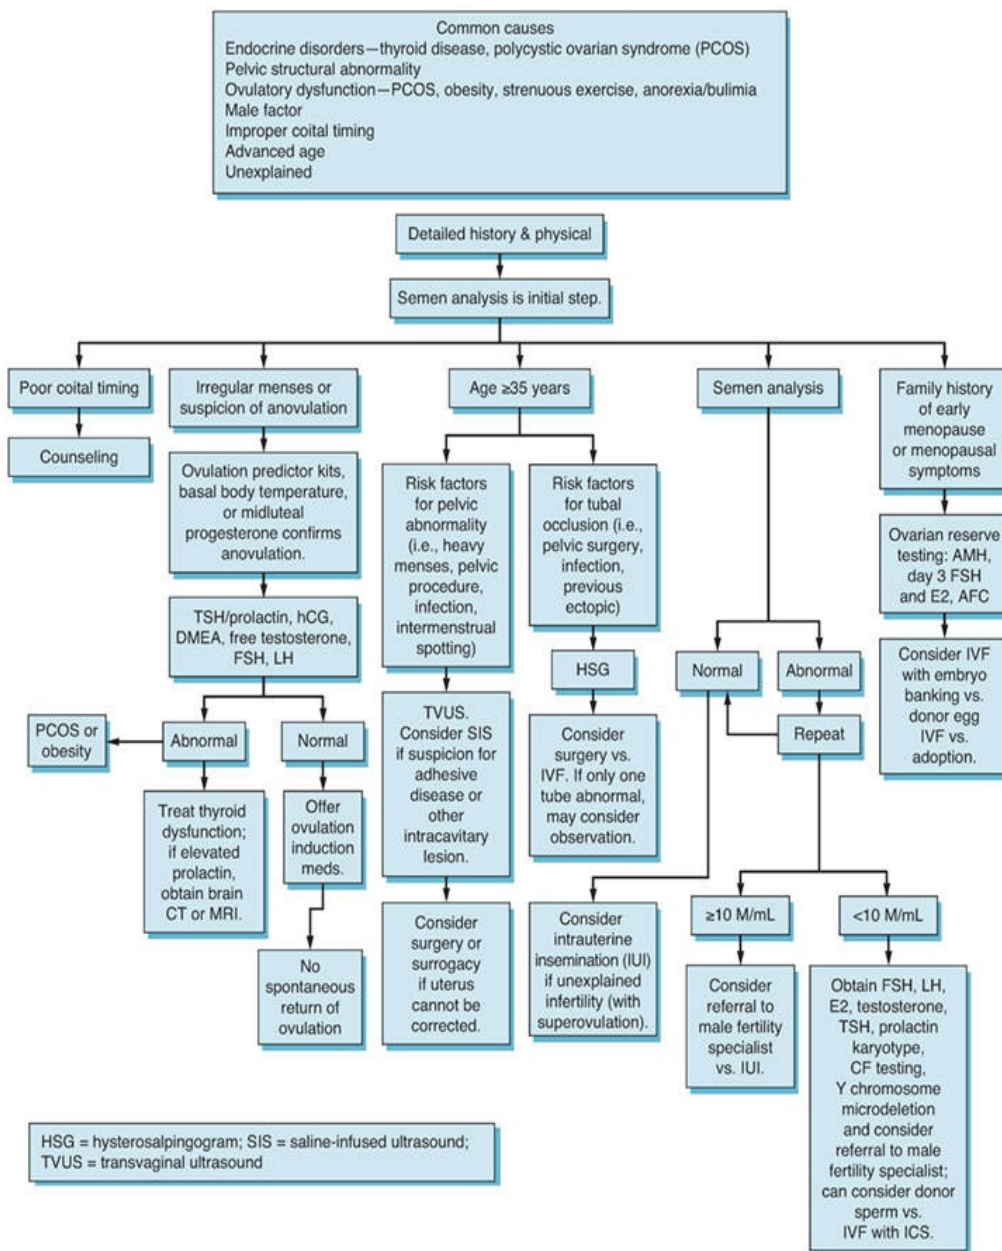 Common causes
Endocrine disorders—thyroid disease, polycystic ovarian syndrome (PCOS)
Pelvic structural abnormality
Ovulatory dysfunction—PCOS, obesity, strenuous exercise, anorexia/bulimia
Male factor
Improper coital timing
Advanced age
Unexplained
Detailed history & physical
Semen analysis is initial step.
Poor coital timing
Counseling
Irregular menses or
suspicion of anovulation
Ovulation predictor kits,
basal body temperature,
or midluteal
progesterone confirms
anovulation.
TSH/prolactin, hCG,
DMEA, free testosterone,
FSH, LH
PCOS or
obesity
Abnormal
Normal
Treat thyroid
dysfunction;
if elevated
prolactin,
obtain brain
CT or MRI.
Offer
ovulation
induction
meds.
No
spontaneous
return of
ovulation
Age ≥35 years
Risk factors
for pelvic
abnormality
(i.e., heavy
menses, pelvic
procedure,
infection,
intermenstrual
spotting)
TVUS.
Consider SIS
if suspicion for
adhesive
disease or
other
intracavitary
lesion.
Consider
surgery or
surrogacy
if uterus
cannot be
corrected.
Risk factors
for tubal
occlusion (i.e.,
pelvic surgery,
infection,
previous
ectopic)
HSG
Consider
surgery vs.
IVF. If only one
tube abnormal,
may consider
observation.
Semen analysis
Normal
Abnormal
Repeat
Consider
intrauterine
insemination (IUI)
if unexplained
infertility (with
superovulation).
≥10 M/mL
<10 M/mL
Consider
referral to
male fertility
specialist
vs. IUI.
Obtain FSH, LH,
E2, testosterone,
TSH, prolactin
karyotype,
CF testing,
Y chromosome
microdeletion
and consider
referral to male
fertility specialist;
can consider donor
sperm vs.
IVF with ICS.
Family history
of early
menopause
or menopausal
symptoms
Ovarian reserve
testing: AMH,
day 3 FSH
and E2, AFC
Consider IVF
with embryo
banking vs.
donor egg
IVF vs.
adoption.
HSG = hysterosalpingogram; SIS = saline-infused ultrasound;
TVUS = transvaginal ultrasound